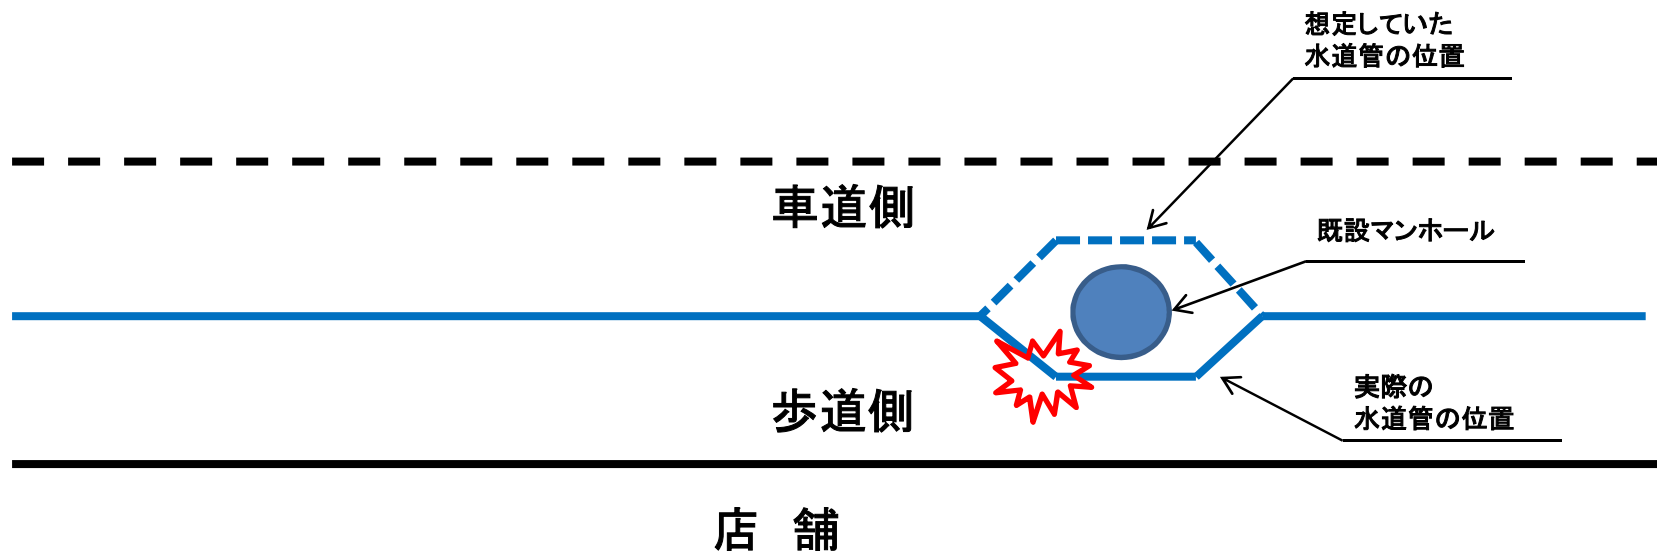 想定していた
水道管の位置
車道側
既設マンホール
実際の
水道管の位置
歩道側
店 舗